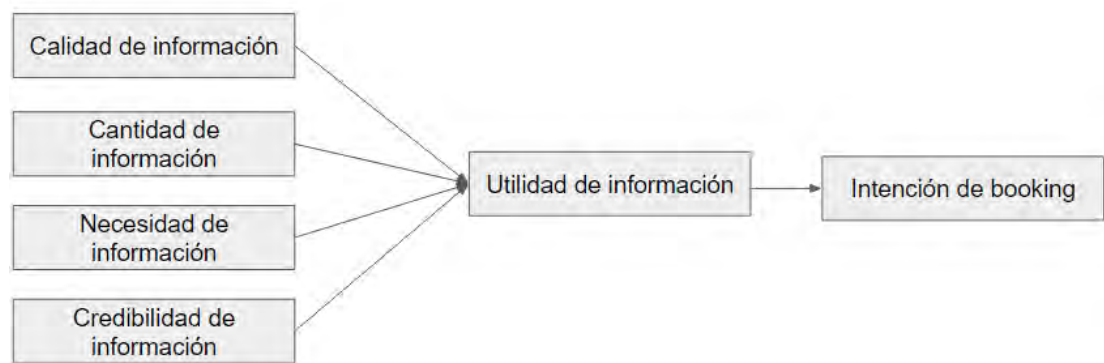 Calidad de información
Cantidad de
información
Necesidad de
información
Credibilidad de
información
Utilidad de información
Intención de booking